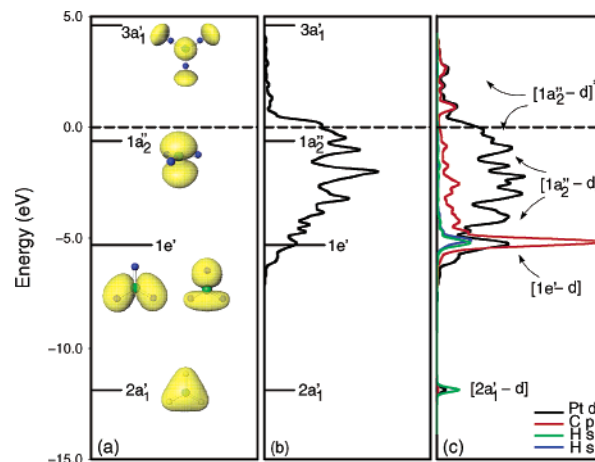 5.0
0.0
−5.0
−10.0
−15.0
Energy (eV)
3a′₁
1a″₂
1e′
2a′₁
(a)
3a′₁
1a″₂
1e′
2a′₁
(b)
[1a″₂ – d]*
[1a″₂ – d]
[1e′– d]
[2a′₁ – d]
(c)
Pt d
C p
H s
H s